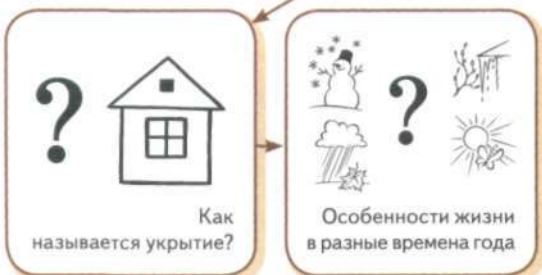 ?
Как
называется укрытие?
?
Особенности жизни
в разные времена года